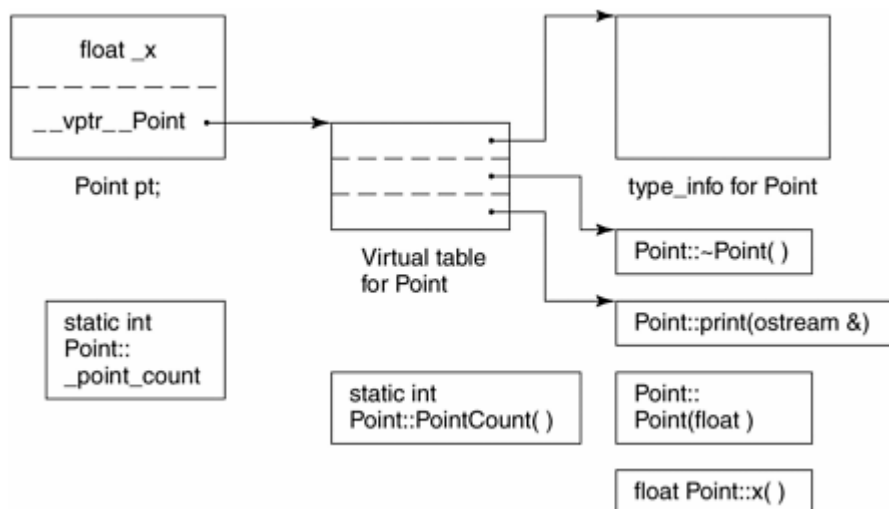 float _x
__vptr__Point
Point pt;
type_info for Point
Virtual table
for Point
Point::~Point( )
Point::print(ostream &)
static int
Point::
_point_count
static int
Point::PointCount( )
Point::
Point(float )
float Point::x( )